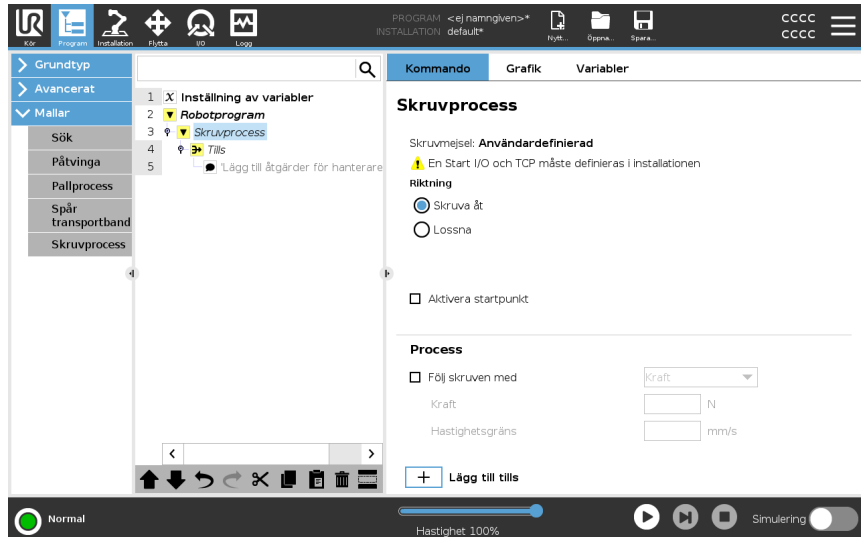 UR
Kör
Program
Installation
Flytta
I/O
Logg
PROGRAM <ej namngiven>*
INSTALLATION default*
Nytt...
Öppna...
Spara...
cccc
cccc
Grundtyp
Avancerat
Mallar
Sök
Påtvinga
Pallprocess
Spår
transportband
Skruvprocess
1 X Inställning av variabler
2 Robotprogram
3 Skruvprocess
4 Tills
5 'Lägg till åtgärder för hanterare
Kommando
Grafik
Variabler
Skruvprocess
Skruvmejsel: Användardefinierad
En Start I/O och TCP måste definieras i installationen
Riktning
Skruva åt
Lossna
Aktivera startpunkt
Process
Följ skruven med
Kraft
Kraft
N
Hastighetsgräns
mm/s
+ Lägg till tills
Normal
Hastighet 100%
Simulering